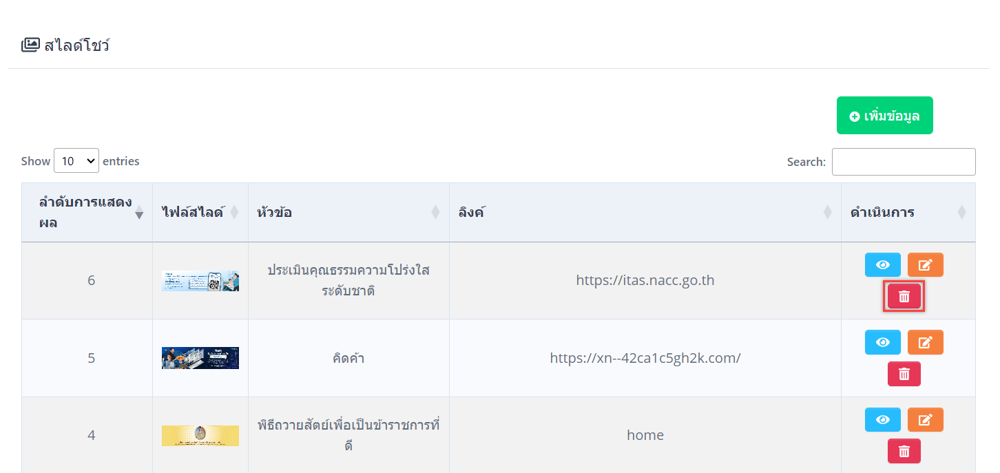 สไลด์โชว์
เพิ่มข้อมูล
Show 10 entries
Search:
ลำดับการแสดง
ผล
ไฟล์สไลด์
หัวข้อ
ลิงค์
ดำเนินการ
6
ประเมินคุณธรรมความโปร่งใส
ระดับชาติ
https://itas.nacc.go.th
5
คิดค้า
https://xn--42ca1c5gh2k.com/
4
พิธีถวายสัตย์เพื่อเป็นข้าราชการที่
ดี
home